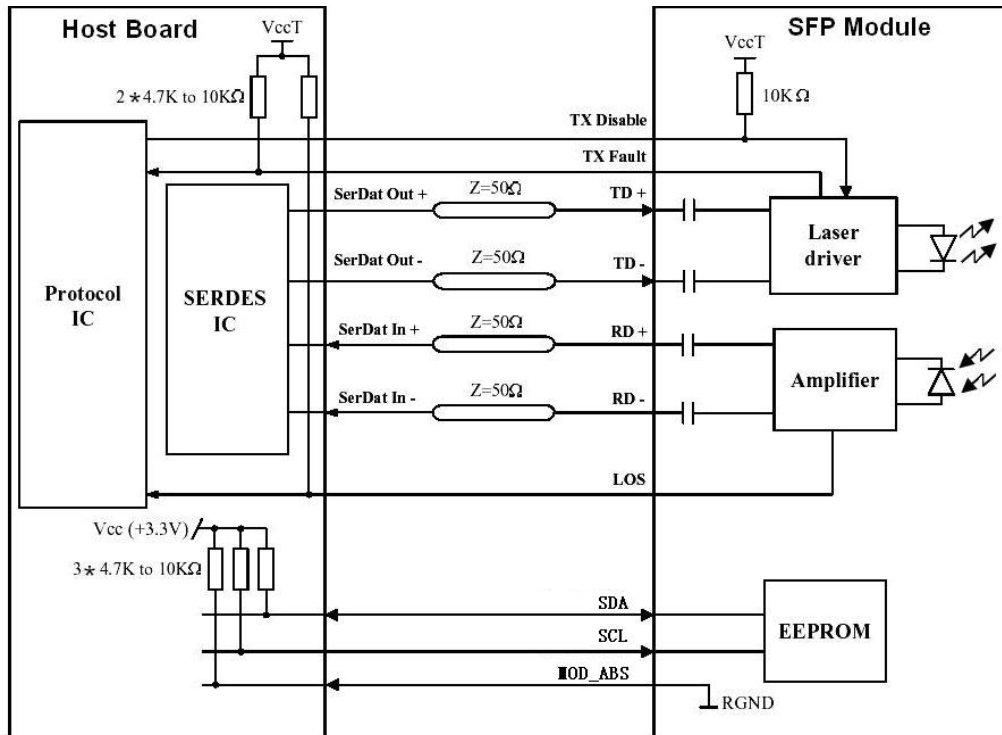 Host Board
SFP Module
VccT
VccT
2*4.7K to 10KΩ
10KΩ
TX Disable
TX Fault
SerDat Out +
Z=50Ω
TD +
SerDat Out -
Z=50Ω
TD -
Laser
driver
Protocol
IC
SERDES
IC
SerDat In +
Z=50Ω
RD +
Amplifier
SerDat In -
Z=50Ω
RD -
LOS
Vcc (+3.3V)
3*4.7K to 10KΩ
SDA
SCL
EEPROM
MOD_ABS
RGND